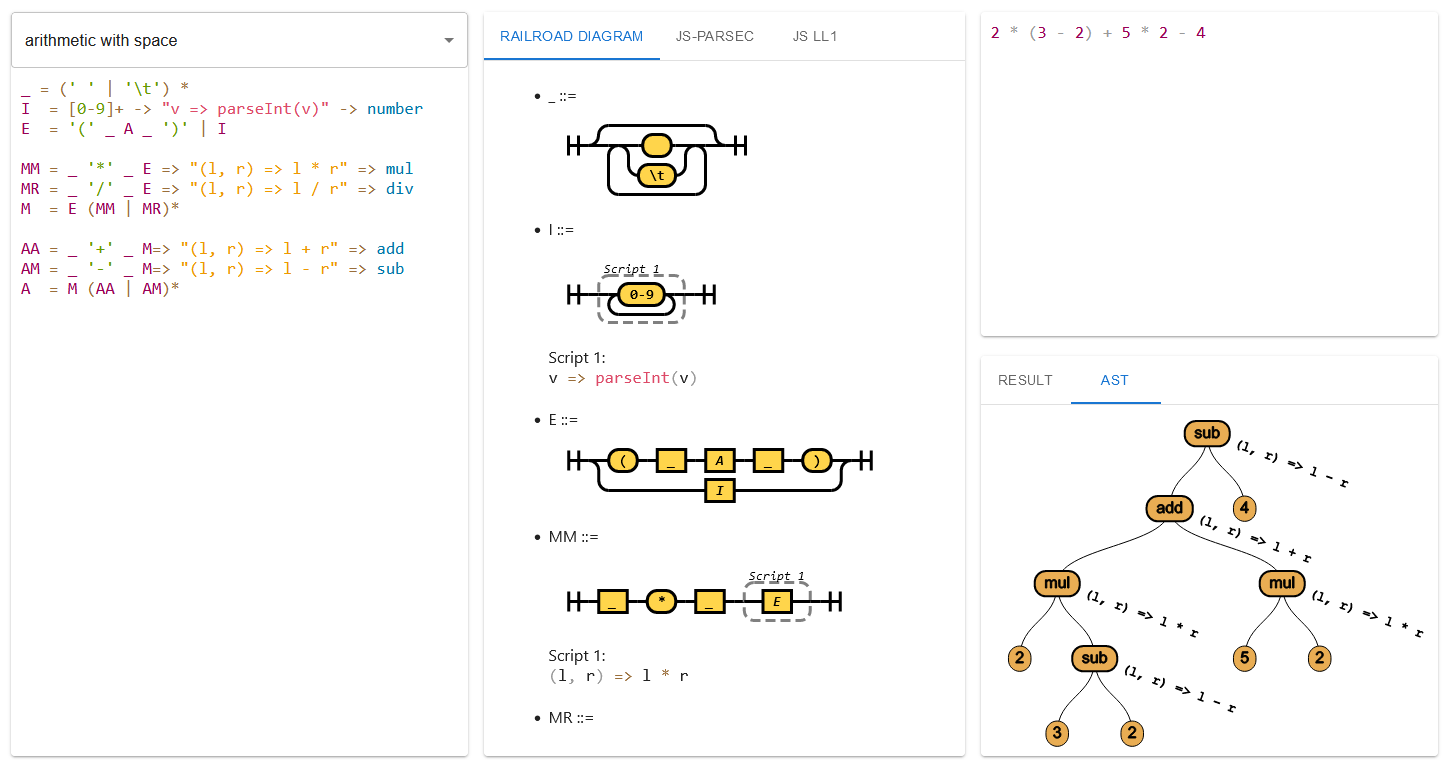 arithmetic with space
_ = (' ' | '\t') *
I  = [0-9]+ -> "v => parseInt(v)" -> number
E  = '(' _ A _ ')' | I
MM = _ '*' _ E => "(l, r) => l * r" => mul
MR = _ '/' _ E => "(l, r) => l / r" => div
M  = E (MM | MR)*
AA = _ '+' _ M=> "(l, r) => l + r" => add
AM = _ '-' _ M=> "(l, r) => l - r" => sub
A  = M (AA | AM)*
RAILROAD DIAGRAM JS-PARSEC JS LL1
• _ ::=
\t
• I ::=
Script 1
0-9
Script 1:
v => parseInt(v)
• E ::=
( _ A _ )
I
• MM ::=
Script 1
_ * _ E
Script 1:
(l, r) => l * r
• MR ::=
2 * (3 - 2) + 5 * 2 - 4
RESULT AST
sub
(l, r) => l - r
add 4
(l, r) => l + r
mul mul
(l, r) => l * r (l, r) => l * r
2 sub 5 2
(l, r) => l - r
3 2